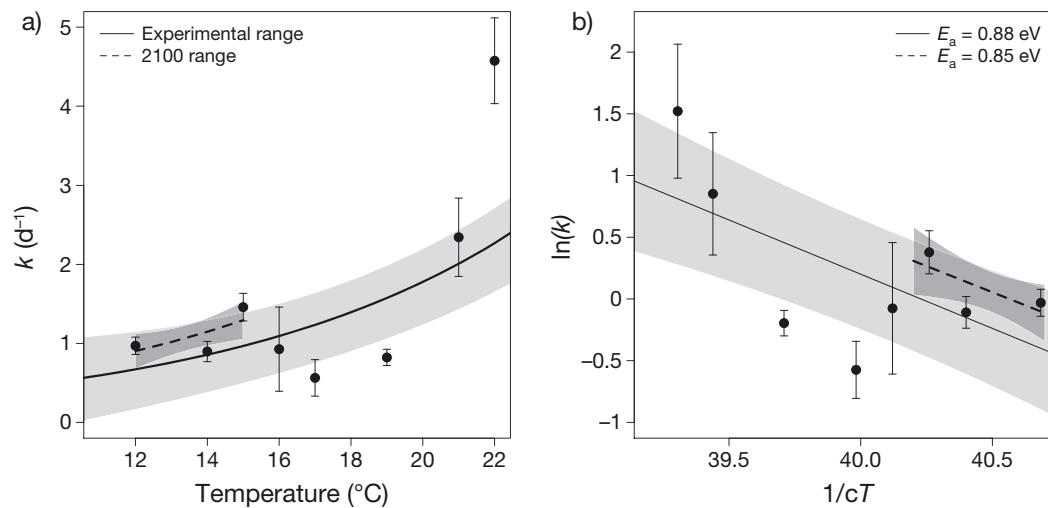 a)
Experimental range
2100 range
5
4
3
2
1
0
k (d⁻¹)
12 14 16 18 20 22
Temperature (°C)
b)
Eₐ = 0.88 eV
Eₐ = 0.85 eV
2
1.5
1
0.5
0
−0.5
−1
ln(k)
39.5 40.0 40.5
1/cT